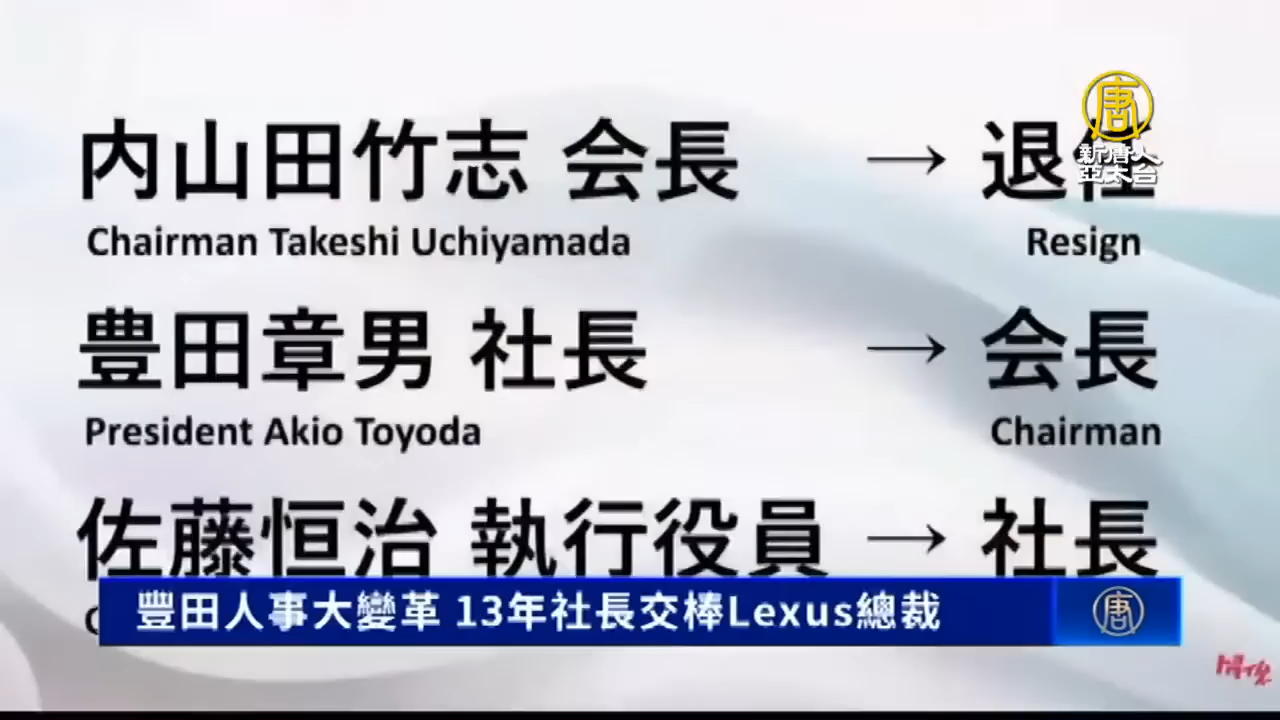 内山田竹志 会長 → 退任
Chairman Takeshi Uchiyamada Resign
豊田章男 社長 → 会長
President Akio Toyoda Chairman
佐藤恒治 執行役員 → 社長
豐田人事大變革 13年社長交棒Lexus總裁
唐
新唐人
亞太台
唐